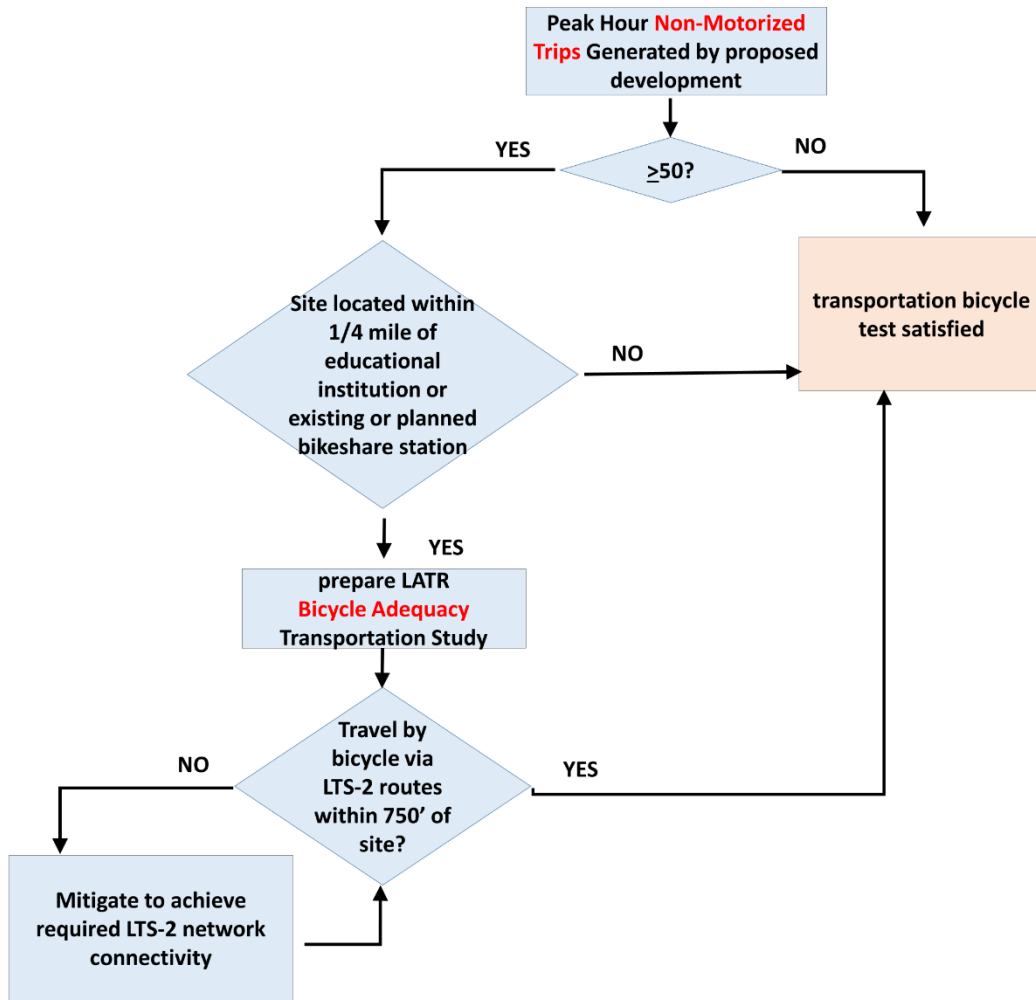 Peak Hour Non-Motorized
Trips Generated by proposed
development
YES
NO
≥50?
Site located within
1/4 mile of
educational
institution or
existing or planned
bikeshare station
NO
transportation bicycle
test satisfied
YES
prepare LATR
Bicycle Adequacy
Transportation Study
Travel by
bicycle via
LTS-2 routes
within 750’ of
site?
NO
YES
Mitigate to achieve
required LTS-2 network
connectivity